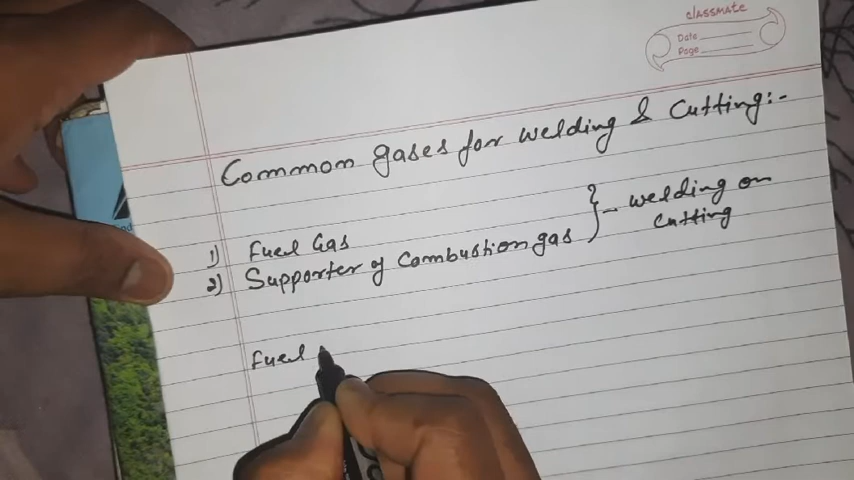 classmate
Date
Page
Common gases for welding & Cutting:-
1) Fuel Gas
2) Supporter of Combustion gas } - welding or
cutting
Fuel